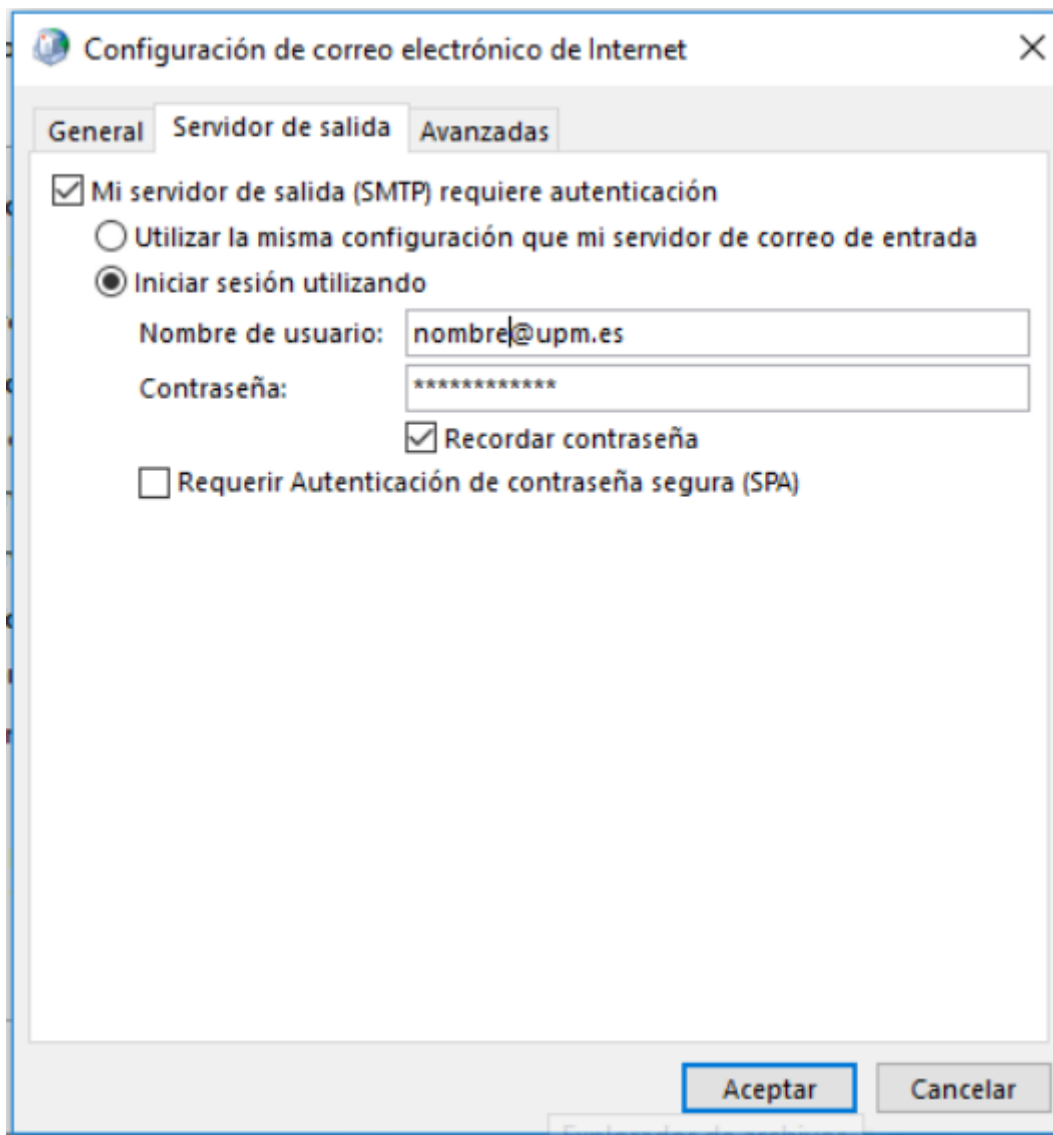 Configuración de correo electrónico de Internet
General Servidor de salida Avanzadas
Mi servidor de salida (SMTP) requiere autenticación
Utilizar la misma configuración que mi servidor de correo de entrada
Iniciar sesión utilizando
Nombre de usuario: nombre@upm.es
Contraseña: ************
Recordar contraseña
Requerir Autenticación de contraseña segura (SPA)
Aceptar Cancelar